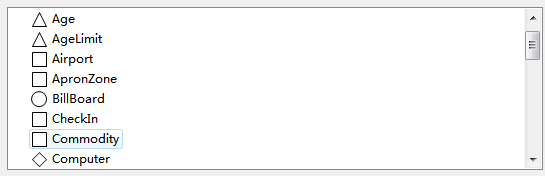 Age
AgeLimit
Airport
ApronZone
BillBoard
CheckIn
Commodity
Computer